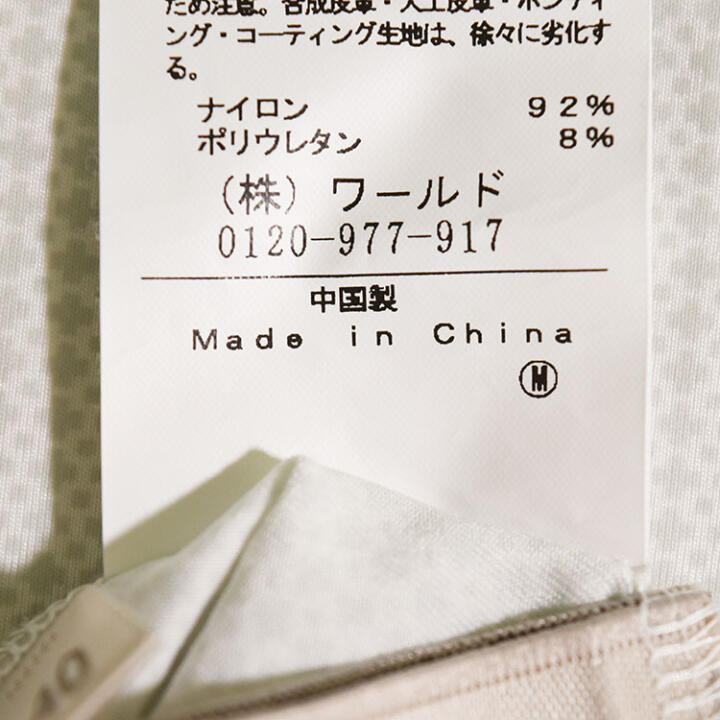 ため注意。合成皮革・人工皮革・ボンディ
ング・コーティング生地は、徐々に劣化す
る。
ナイロン 92%
ポリウレタン 8%
(株) ワールド
0120-977-917
中国製
Made in China
M
40